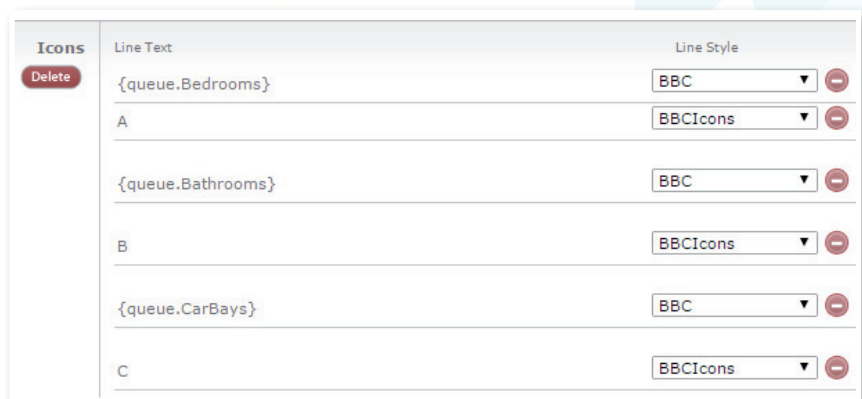 Icons Line Text Line Style
Delete {queue.Bedrooms} BBC
A BBCIcons
{queue.Bathrooms} BBC
B BBCIcons
{queue.CarBays} BBC
C BBCIcons